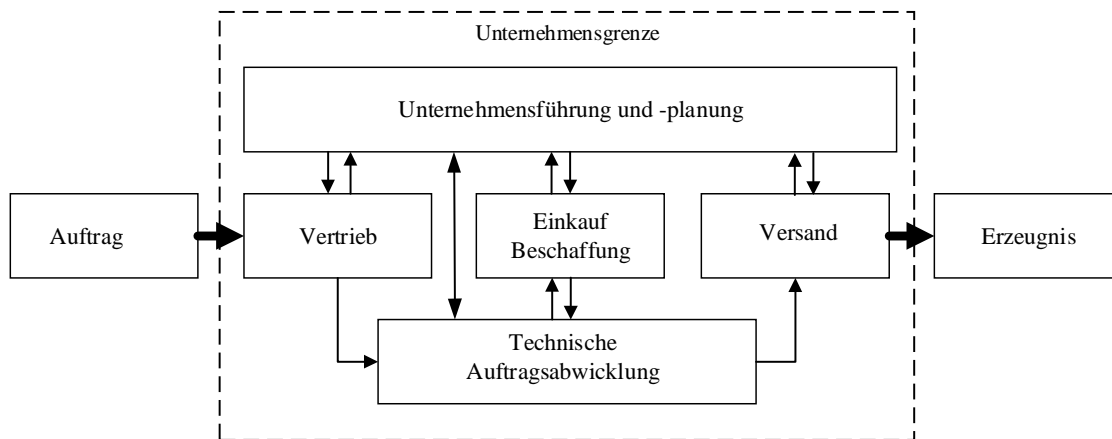 Unternehmensgrenze
Unternehmensführung und -planung
Auftrag
Vertrieb
Einkauf
Beschaffung
Versand
Erzeugnis
Technische
Auftragsabwicklung